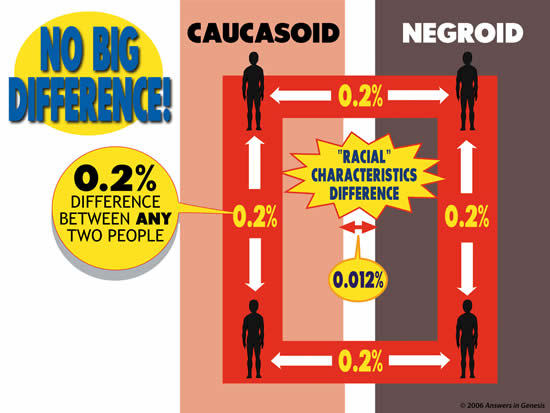 NO BIG
DIFFERENCE!
CAUCASOID
NEGROID
0.2%
"RACIAL"
CHARACTERISTICS
DIFFERENCE
0.2%
DIFFERENCE
BETWEEN ANY
TWO PEOPLE
0.2%
0.2%
0.012%
0.2%
© 2006 Answers in Genesis